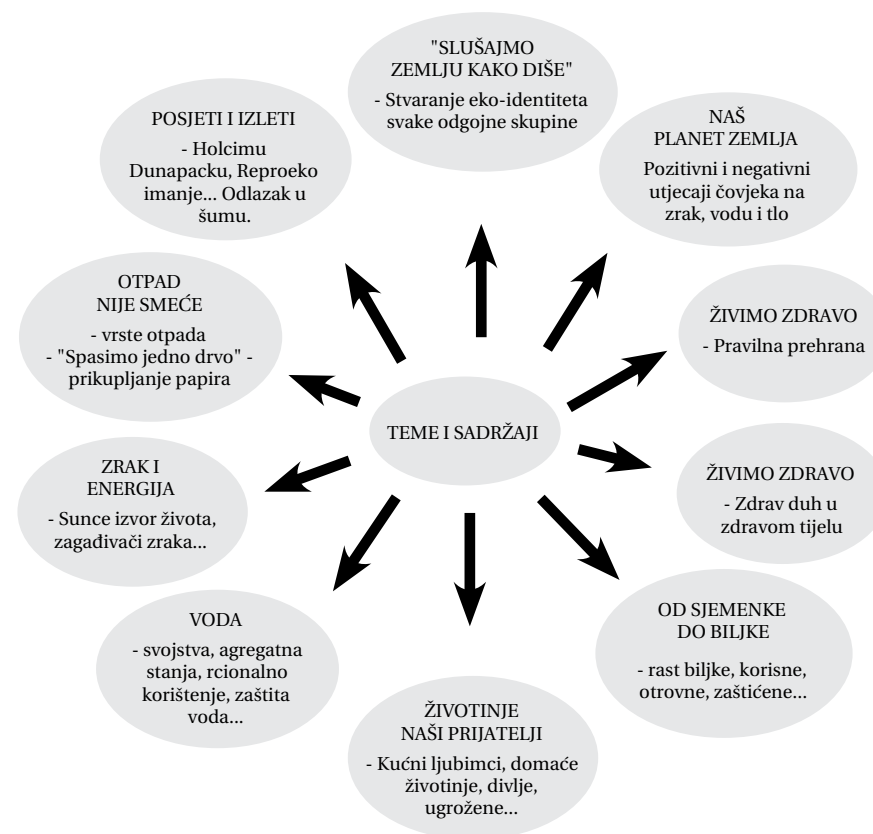 "SLUŠAJMO
ZEMLJU KAKO DIŠE"
- Stvaranje eko-identiteta
svake odgojne skupine
POSJETI I IZLETI
- Holcimu
Dunapacku, Reproeko
imanje... Odlazak u
šumu.
NAŠ
PLANET ZEMLJA
Pozitivni i negativni
utjecaji čovjeka na
zrak, vodu i tlo
OTPAD
NIJE SMEĆE
- vrste otpada
- "Spasimo jedno drvo" -
prikupljanje papira
ŽIVIMO ZDRAVO
- Pravilna prehrana
TEME I SADRŽAJI
ZRAK I
ENERGIJA
- Sunce izvor života,
zagađivači zraka...
ŽIVIMO ZDRAVO
- Zdrav duh u
zdravom tijelu
VODA
- svojstva, agregatna
stanja, rcionalno
korištenje, zaštita
voda...
OD SJEMENKE
DO BILJKE
- rast biljke, korisne,
otrovne, zaštićene...
ŽIVOTINJE
NAŠI PRIJATELJI
- Kućni ljubimci, domaće
životinje, divlje,
ugrožene...